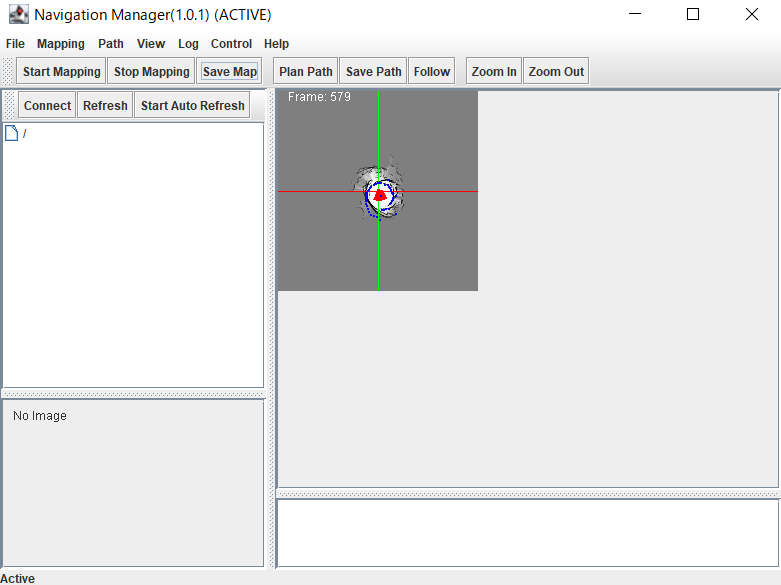 Navigation Manager(1.0.1) (ACTIVE)
File Mapping Path View Log Control Help
Start Mapping Stop Mapping Save Map Plan Path Save Path Follow Zoom In Zoom Out
Connect Refresh Start Auto Refresh
/
Frame: 579
No Image
Active